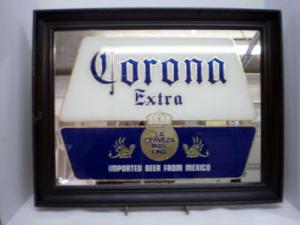 Corona
Extra
LA
CERVEZA
MAS
FINA
IMPORTED BEER FROM MEXICO